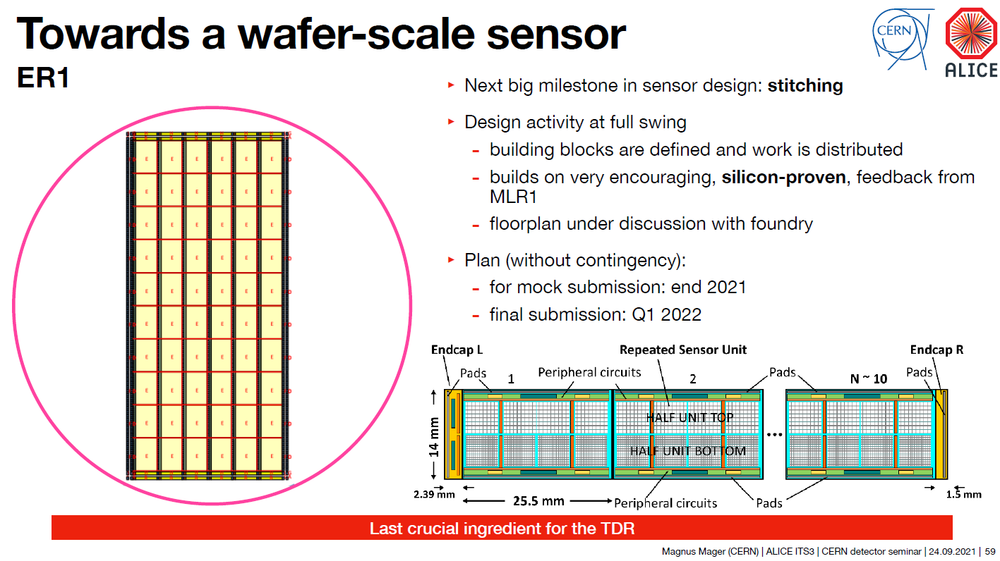 Towards a wafer-scale sensor
ER1
CERN
ALICE
▸ Next big milestone in sensor design: stitching
▸ Design activity at full swing
- building blocks are defined and work is distributed
- builds on very encouraging, silicon-proven, feedback from
MLR1
- floorplan under discussion with foundry
▸ Plan (without contingency):
- for mock submission: end 2021
- final submission: Q1 2022
E E E E E E
E E E E E E
E E E E E E
E E E E E E
E E E E E E
E E E E E E
E E E E E E
E E E E E E
E E E E E E
E E E E E E
Endcap L
Repeated Sensor Unit
Endcap R
Pads
1
Peripheral circuits
2
Pads
N ~ 10
Pads
14 mm
HALF UNIT TOP
HALF UNIT BOTTOM
...
2.39 mm
25.5 mm
Peripheral circuits
Pads
1.5 mm
Last crucial ingredient for the TDR
Magnus Mager (CERN) | ALICE ITS3 | CERN detector seminar | 24.09.2021 | 59